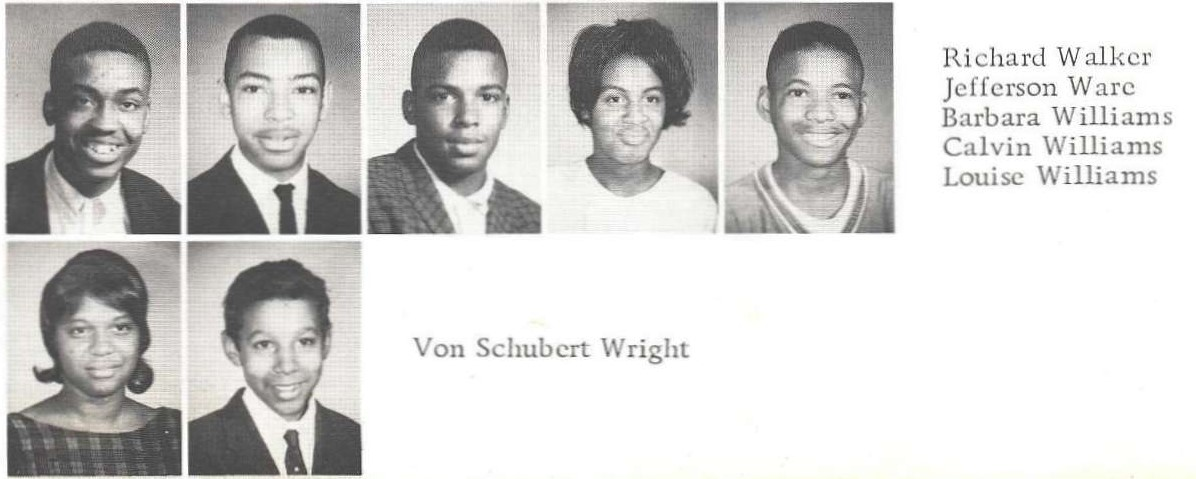 Richard Walker
Jefferson Ware
Barbara Williams
Calvin Williams
Louise Williams
Von Schubert Wright